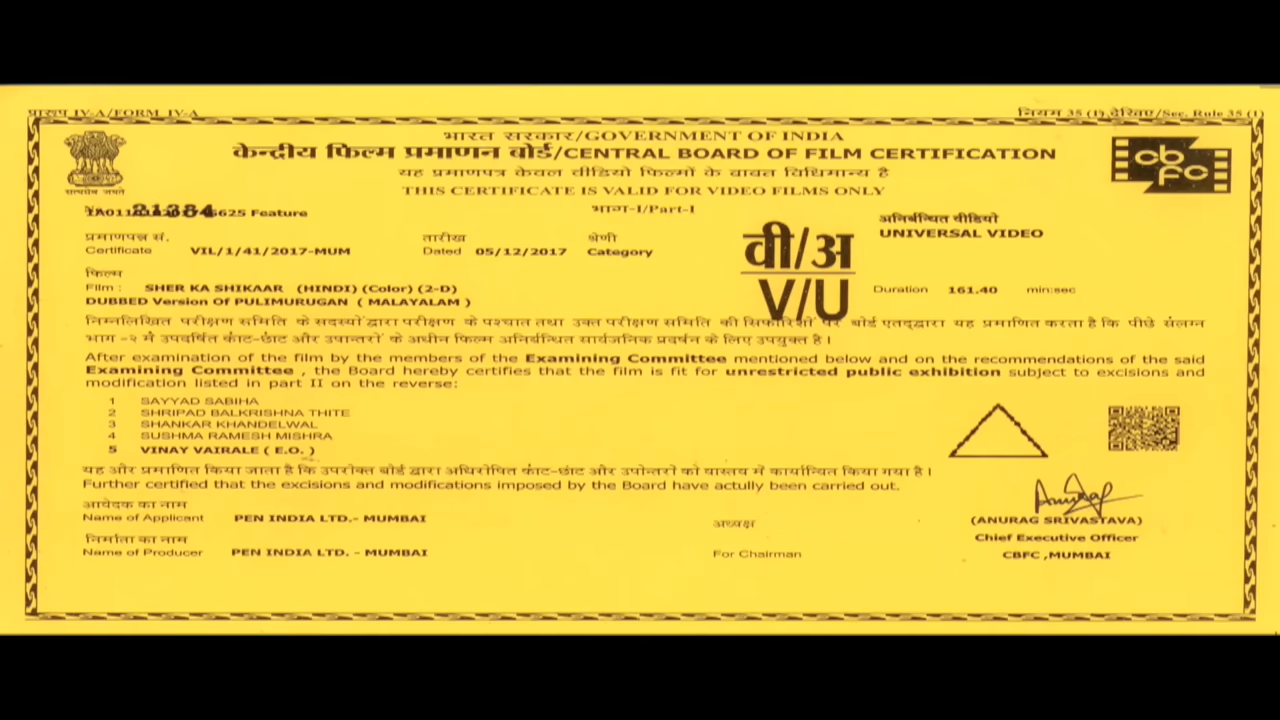 प्रारूप IV-A/FORM IV-A
नियम 35 (1) देखिए/See. Rule 35 (1)
भारत सरकार/GOVERNMENT OF INDIA
केन्द्रीय फिल्म प्रमाणन बोर्ड/CENTRAL BOARD OF FILM CERTIFICATION
cbfc
यह प्रमाणपत्र केवल वीडियो फिल्मों के बावत विधिमान्य है
सत्यमेव जयते
THIS CERTIFICATE IS VALID FOR VIDEO FILMS ONLY
21384 Feature
भाग-I/Part-I
अनिर्बन्धित वीडियो
UNIVERSAL VIDEO
प्रमाणपत्र सं. तारीख श्रेणी
Certificate VIL/1/41/2017-MUM Dated 05/12/2017 Category
वी/अ
V/U
फिल्म
Film : SHER KA SHIKAAR (HINDI) (Color) (2-D)
Duration 161.40 min:sec
DUBBED Version Of PULIMURUGAN ( MALAYALAM )
निम्नलिखित परीक्षण समिति के सदस्यों द्वारा परीक्षण के पश्चात तथा उक्त परीक्षण समिति की सिफारिशों पर बोर्ड एतद्द्वारा यह प्रमाणित करता है कि पीछे संलग्न
भाग -२ में उपदर्षित काट-छाट और उपान्तरों के अधीन फिल्म अनिर्बन्धित सार्वजनिक प्रदर्षन के लिए उपयुक्त है।
After examination of the film by the members of the Examining Committee mentioned below and on the recommendations of the said
Examining Committee , the Board hereby certifies that the film is fit for unrestricted public exhibition subject to excisions and
modification listed in part II on the reverse:
1 SAYYAD SABIHA
2 SHRIPAD BALKRISHNA THITE
3 SHANKAR KHANDELWAL
4 SUSHMA RAMESH MISHRA
5 VINAY VAIRALE ( E.O. )
यह और प्रमाणित किया जाता है कि उपरोक्त बोर्ड द्वारा अधिरोपित काट-छाट और उपोन्तरों को वास्तव में कार्यान्वित किया गया है।
Further certified that the excisions and modifications imposed by the Board have actully been carried out.
आवेदक का नाम
Name of Applicant PEN INDIA LTD.- MUMBAI
निर्माता का नाम
Name of Producer PEN INDIA LTD. - MUMBAI
अध्यक्ष
For Chairman
(ANURAG SRIVASTAVA)
Chief Executive Officer
CBFC ,MUMBAI